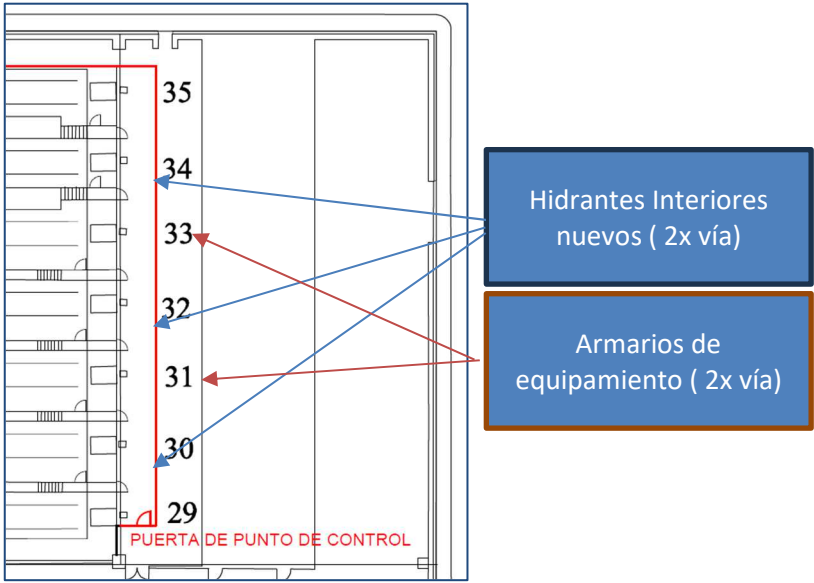 35
34
33
32
31
30
29
PUERTA DE PUNTO DE CONTROL
Hidrantes Interiores
nuevos ( 2x vía)
Armarios de
equipamiento ( 2x vía)